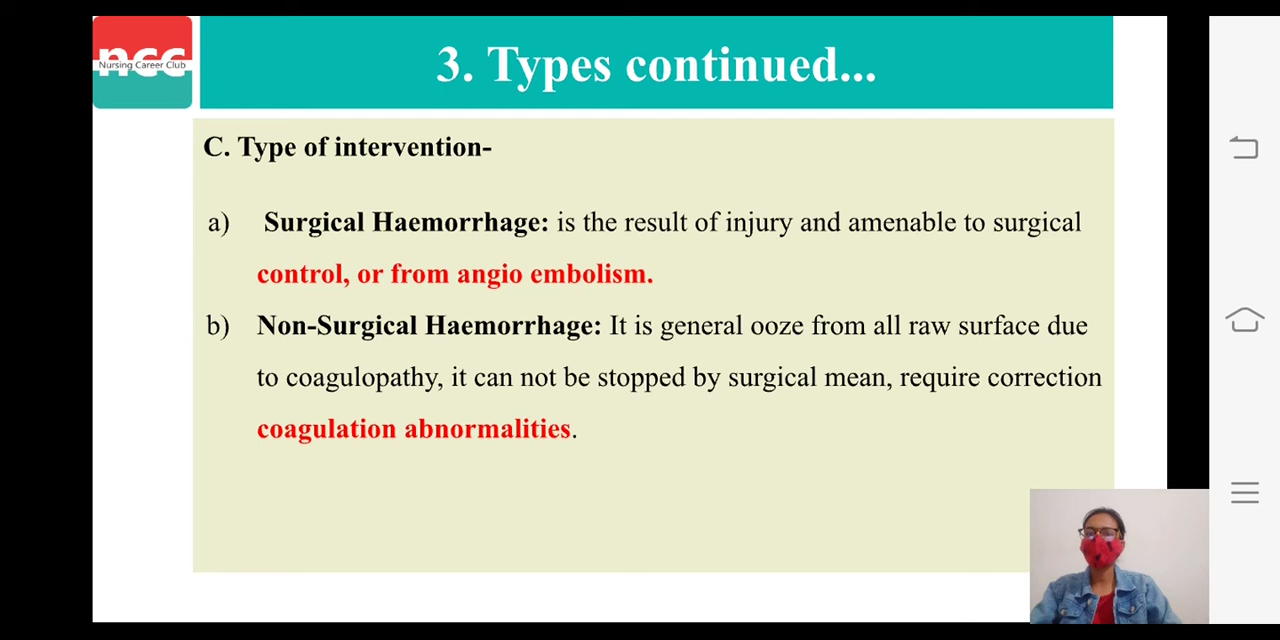 ncc
Nursing Career Club
3. Types continued...
C. Type of intervention-
a) Surgical Haemorrhage: is the result of injury and amenable to surgical
control, or from angio embolism.
b) Non-Surgical Haemorrhage: It is general ooze from all raw surface due
to coagulopathy, it can not be stopped by surgical mean, require correction
coagulation abnormalities.